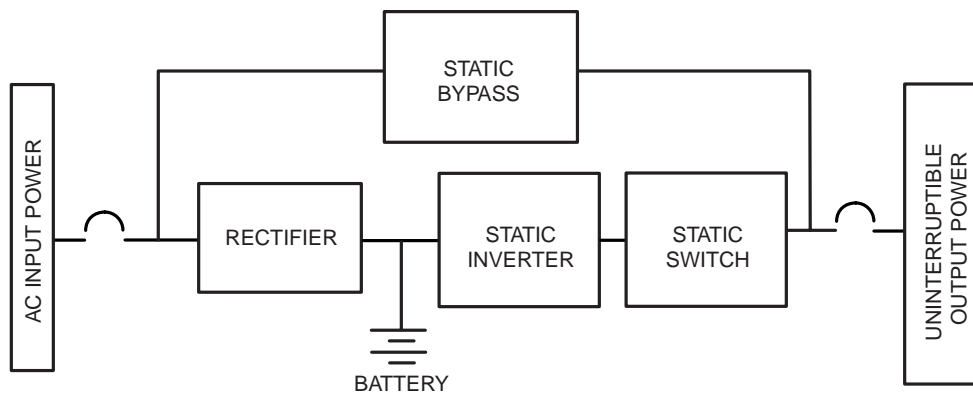 STATIC
BYPASS
AC INPUT POWER
RECTIFIER
STATIC
INVERTER
STATIC
SWITCH
UNINTERRUPTIBLE
OUTPUT POWER
BATTERY